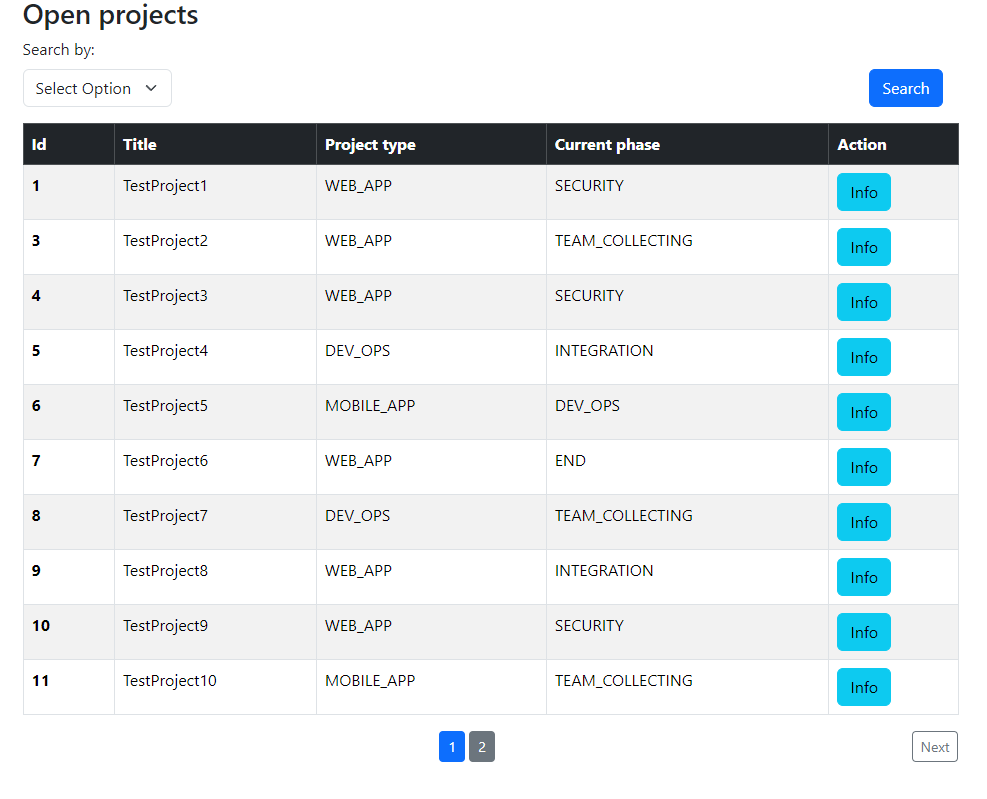 Open projects
Search by:
Select Option Search
Id Title Project type Current phase Action
1 TestProject1 WEB_APP SECURITY Info
3 TestProject2 WEB_APP TEAM_COLLECTING Info
4 TestProject3 WEB_APP SECURITY Info
5 TestProject4 DEV_OPS INTEGRATION Info
6 TestProject5 MOBILE_APP DEV_OPS Info
7 TestProject6 WEB_APP END Info
8 TestProject7 DEV_OPS TEAM_COLLECTING Info
9 TestProject8 WEB_APP INTEGRATION Info
10 TestProject9 WEB_APP SECURITY Info
11 TestProject10 MOBILE_APP TEAM_COLLECTING Info
1 2 Next